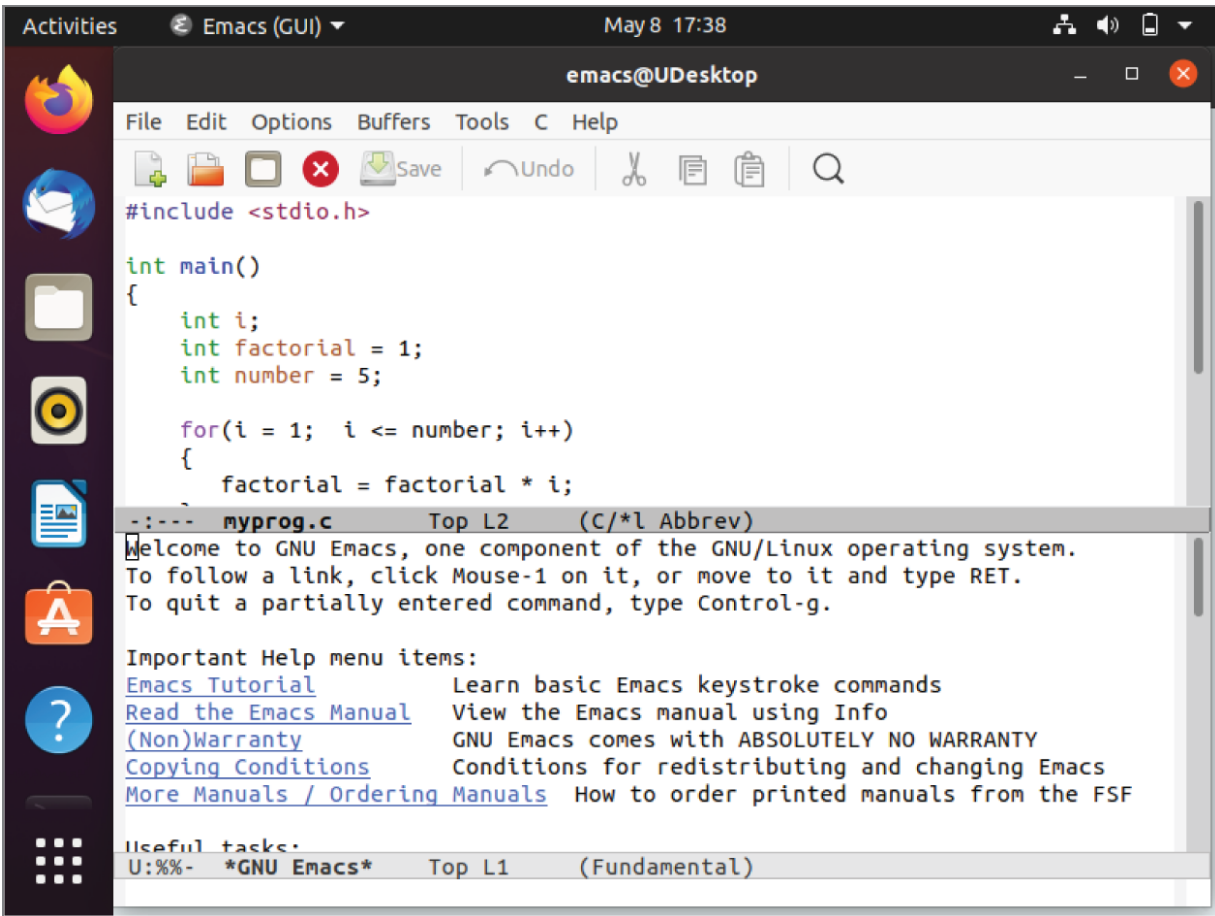 Activities Emacs (GUI) May 8 17:38
emacs@UDesktop
File Edit Options Buffers Tools C Help
Save Undo
#include <stdio.h>
int main()
{
int i;
int factorial = 1;
int number = 5;
for(i = 1;  i <= number; i++)
{
factorial = factorial * i;
-:--- myprog.c Top L2 (C/*l Abbrev)
Welcome to GNU Emacs, one component of the GNU/Linux operating system.
To follow a link, click Mouse-1 on it, or move to it and type RET.
To quit a partially entered command, type Control-g.
Important Help menu items:
Emacs Tutorial Learn basic Emacs keystroke commands
Read the Emacs Manual View the Emacs manual using Info
(Non)Warranty GNU Emacs comes with ABSOLUTELY NO WARRANTY
Copying Conditions Conditions for redistributing and changing Emacs
More Manuals / Ordering Manuals How to order printed manuals from the FSF
Useful tasks:
U:%%- *GNU Emacs* Top L1 (Fundamental)